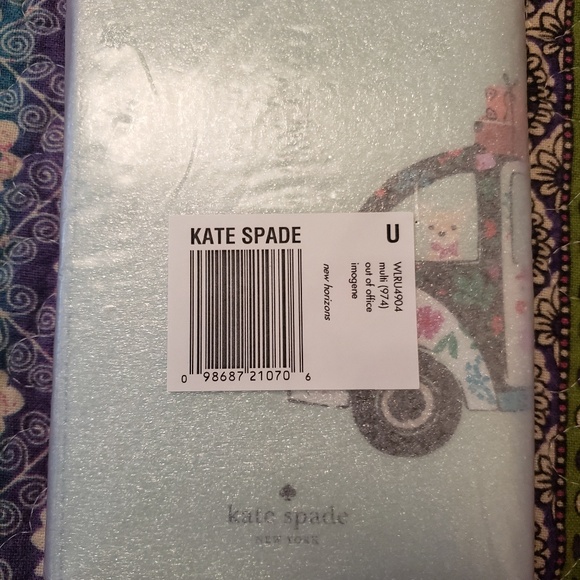 KATE SPADE
U
WLRU4904
multi (974)
out of office
imogene
new horizons
0 98687 21070 6
kate spade
NEW YORK